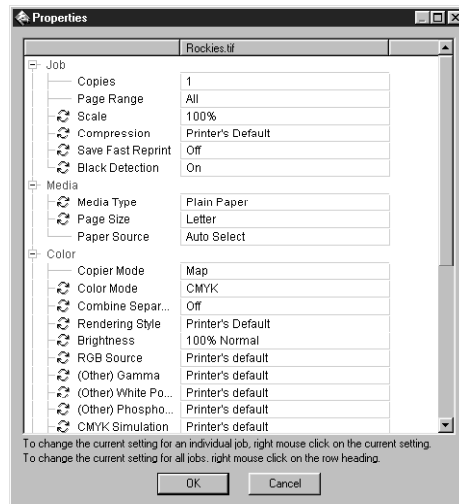 Properties
Rockies.tif
Job
Copies 1
Page Range All
Scale 100%
Compression Printer's Default
Save Fast Reprint Off
Black Detection On
Media
Media Type Plain Paper
Page Size Letter
Paper Source Auto Select
Color
Copier Mode Map
Color Mode CMYK
Combine Separ... Off
Rendering Style Printer's Default
Brightness 100% Normal
RGB Source Printer's default
(Other) Gamma Printer's default
(Other) White Po... Printer's default
(Other) Phospho... Printer's default
CMYK Simulation Printer's default
To change the current setting for an individual job, right mouse click on the current setting.
To change the current setting for all jobs. right mouse click on the row heading.
OK Cancel